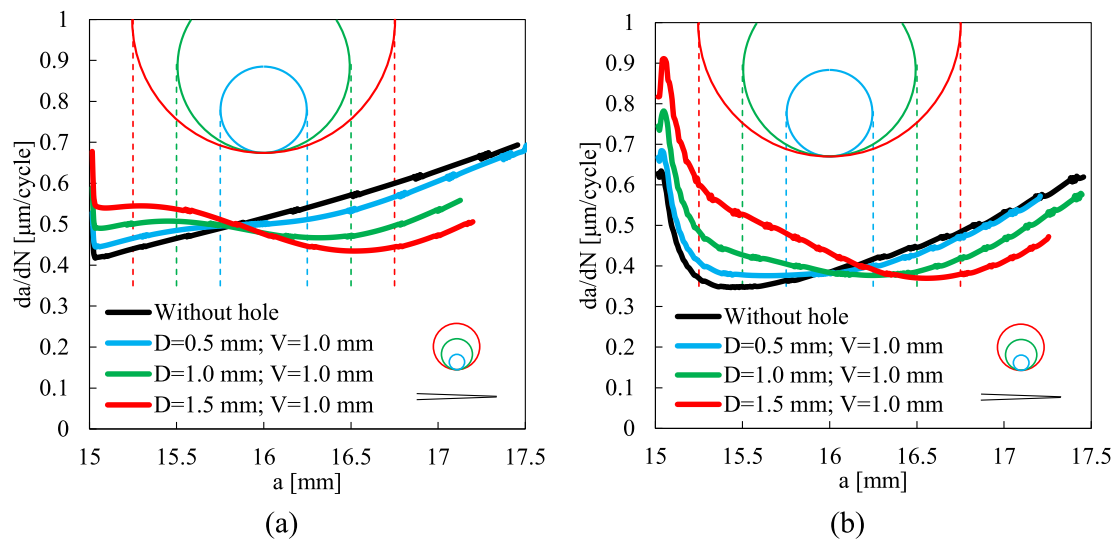 da/dN [μm/cycle]
1
0.9
0.8
0.7
0.6
0.5
0.4
0.3
0.2
0.1
0
Without hole
D=0.5 mm; V=1.0 mm
D=1.0 mm; V=1.0 mm
D=1.5 mm; V=1.0 mm
15 15.5 16 16.5 17 17.5
a [mm]
(a)
da/dN [μm/cycle]
1
0.9
0.8
0.7
0.6
0.5
0.4
0.3
0.2
0.1
0
Without hole
D=0.5 mm; V=1.0 mm
D=1.0 mm; V=1.0 mm
D=1.5 mm; V=1.0 mm
15 15.5 16 16.5 17 17.5
a [mm]
(b)